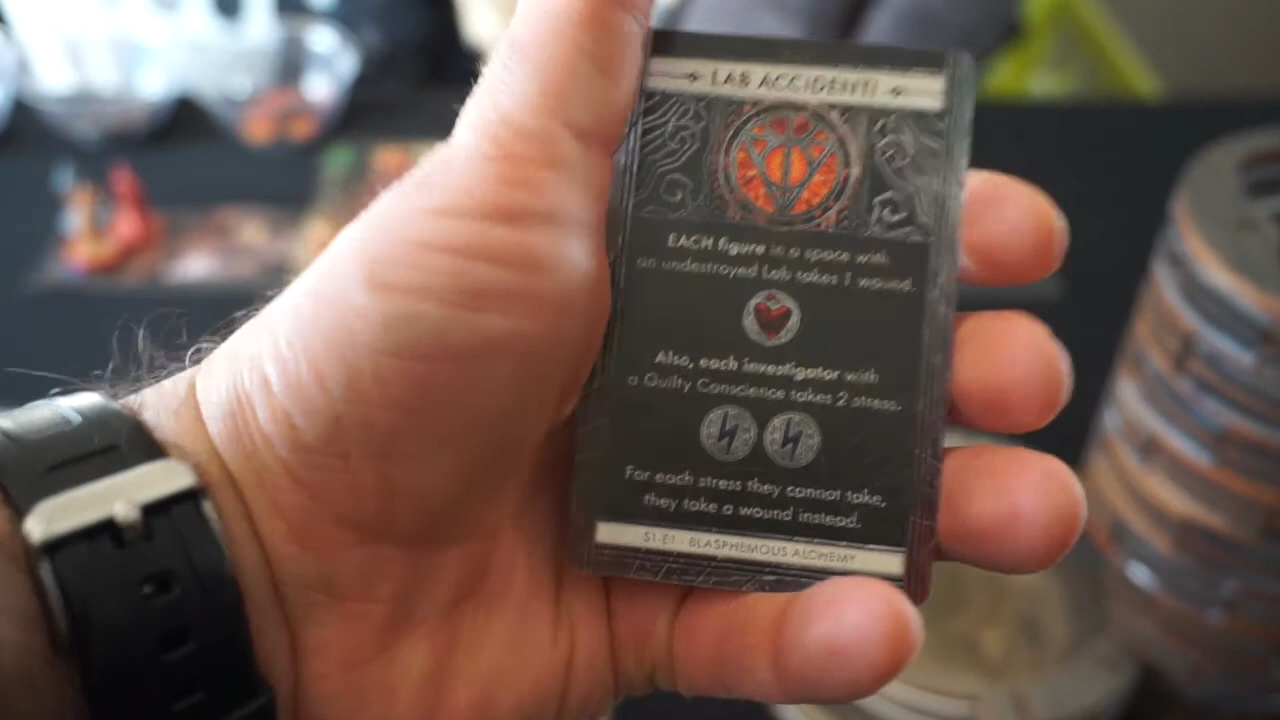 LAB ACCIDENT!
EACH figure in a space with
an undestroyed Lab takes 1 wound.
Also, each investigator with
a Guilty Conscience takes 2 stress.
For each stress they cannot take,
they take a wound instead.
S1-E1 · BLASPHEMOUS ALCHEMY